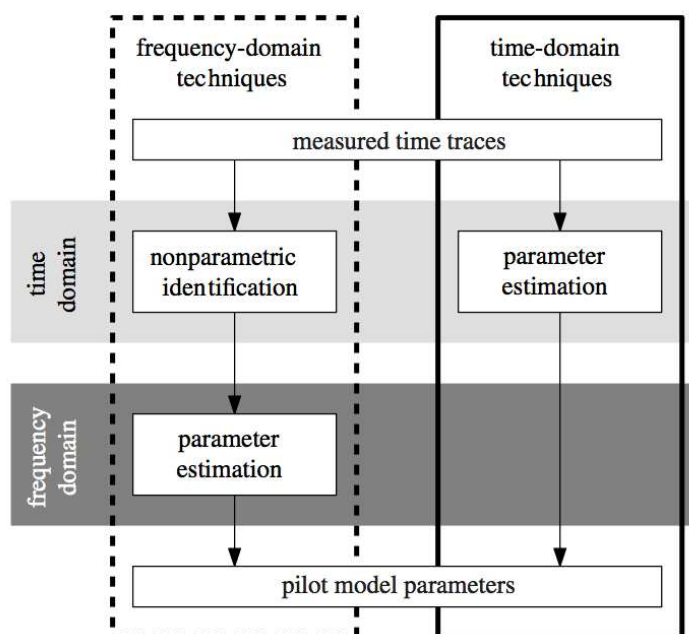 frequency-domain
techniques
time-domain
techniques
measured time traces
time
domain
nonparametric
identification
parameter
estimation
frequency
domain
parameter
estimation
pilot model parameters